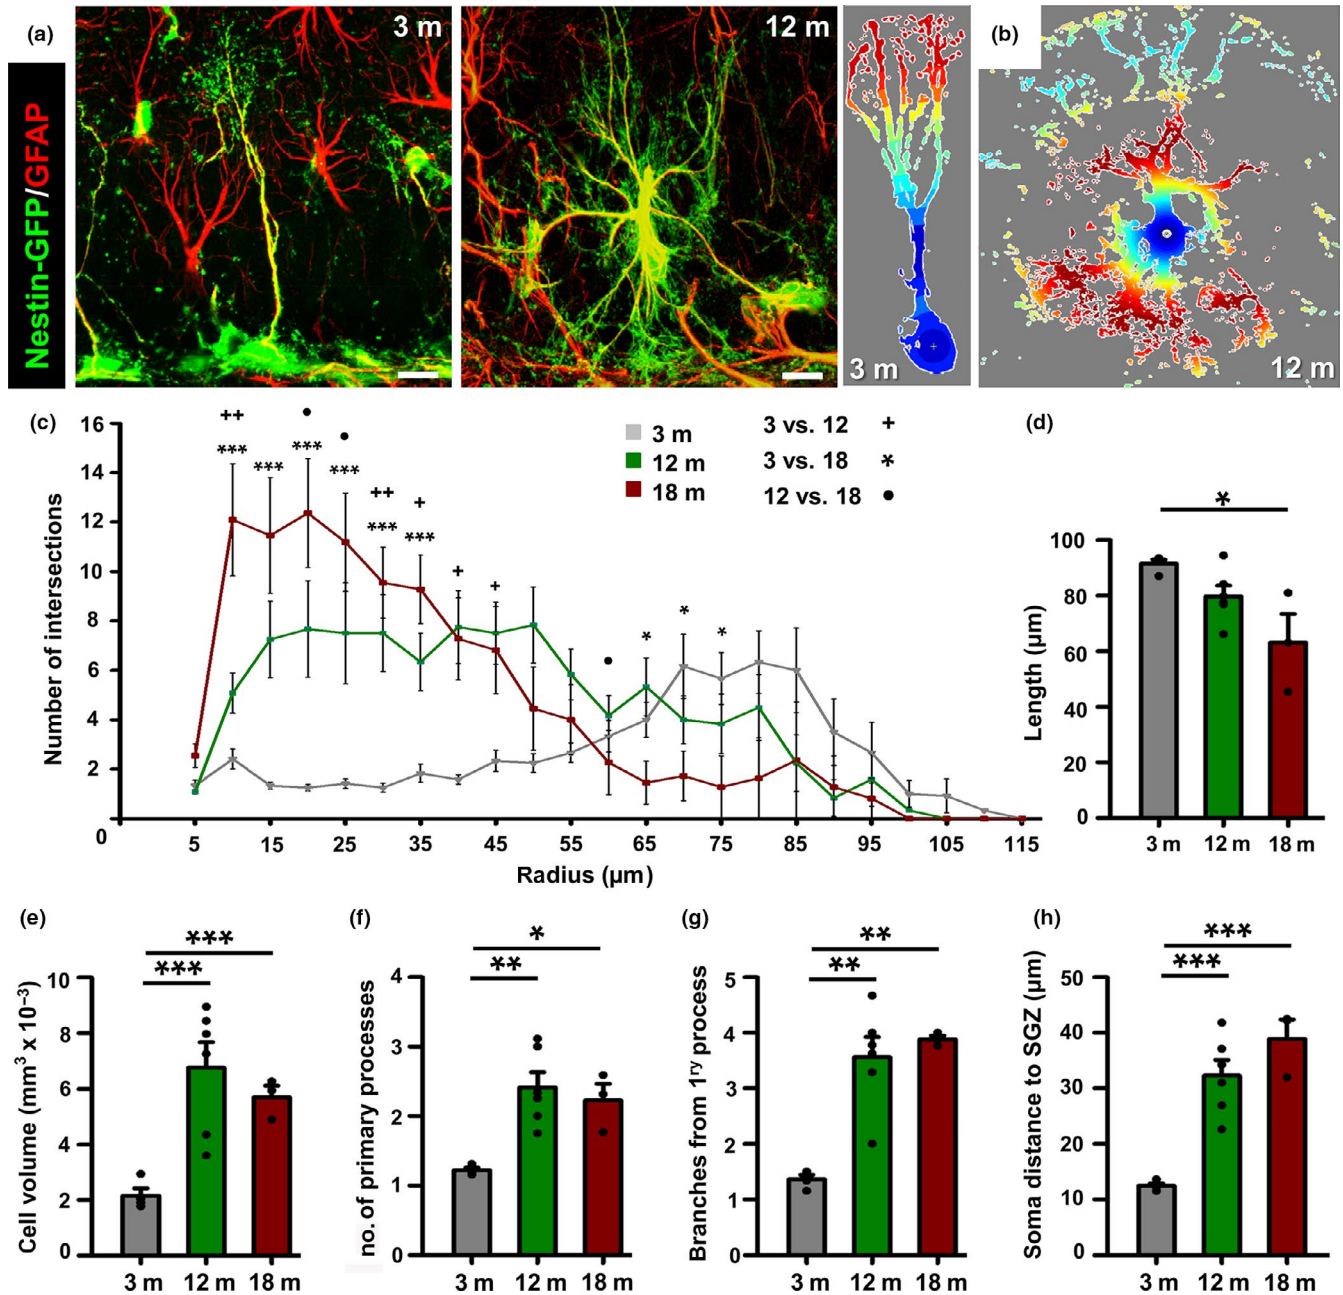 (a)
Nestin-GFP/GFAP
3 m
12 m
3 m
(b)
12 m
(c)
Number of intersections
16
14
12
10
8
6
4
2
0
5 15 25 35 45 55 65 75 85 95 105 115
Radius (µm)
++ *** *** • *** • *** ++ *** + *** + + • * * *
3 m
12 m
18 m
3 vs. 12 +
3 vs. 18 *
12 vs. 18 •
(d)
*
Length (µm)
100
80
60
40
20
0
3 m 12 m 18 m
(e)
***
***
Cell volume (mm³ x 10⁻³)
10
8
6
4
2
0
3 m 12 m 18 m
(f)
*
**
no. of primary processes
4
3
2
1
0
3 m 12 m 18 m
(g)
**
**
Branches from 1ʳʸ process
5
4
3
2
1
0
3 m 12 m 18 m
(h)
***
***
Soma distance to SGZ (µm)
50
40
30
20
10
0
3 m 12 m 18 m